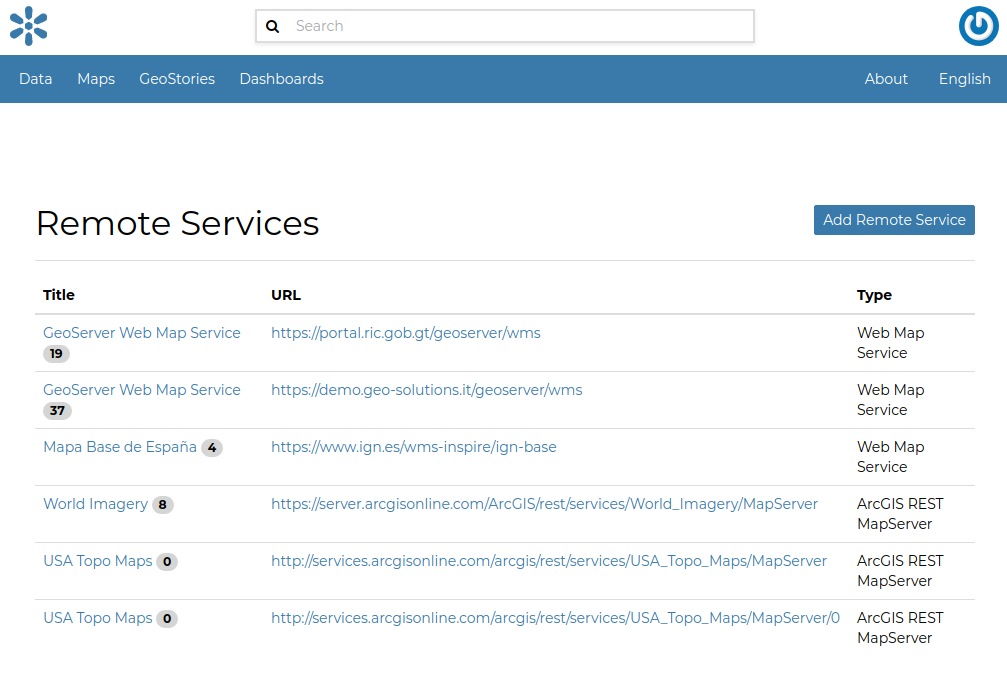 Search
Data Maps GeoStories Dashboards About English
Remote Services Add Remote Service
Title URL Type
GeoServer Web Map Service https://portal.ric.gob.gt/geoserver/wms Web Map
19 Service
GeoServer Web Map Service https://demo.geo-solutions.it/geoserver/wms Web Map
37 Service
Mapa Base de España 4 https://www.ign.es/wms-inspire/ign-base Web Map
Service
World Imagery 8 https://server.arcgisonline.com/ArcGIS/rest/services/World_Imagery/MapServer ArcGIS REST
MapServer
USA Topo Maps 0 http://services.arcgisonline.com/arcgis/rest/services/USA_Topo_Maps/MapServer ArcGIS REST
MapServer
USA Topo Maps 0 http://services.arcgisonline.com/arcgis/rest/services/USA_Topo_Maps/MapServer/0 ArcGIS REST
MapServer